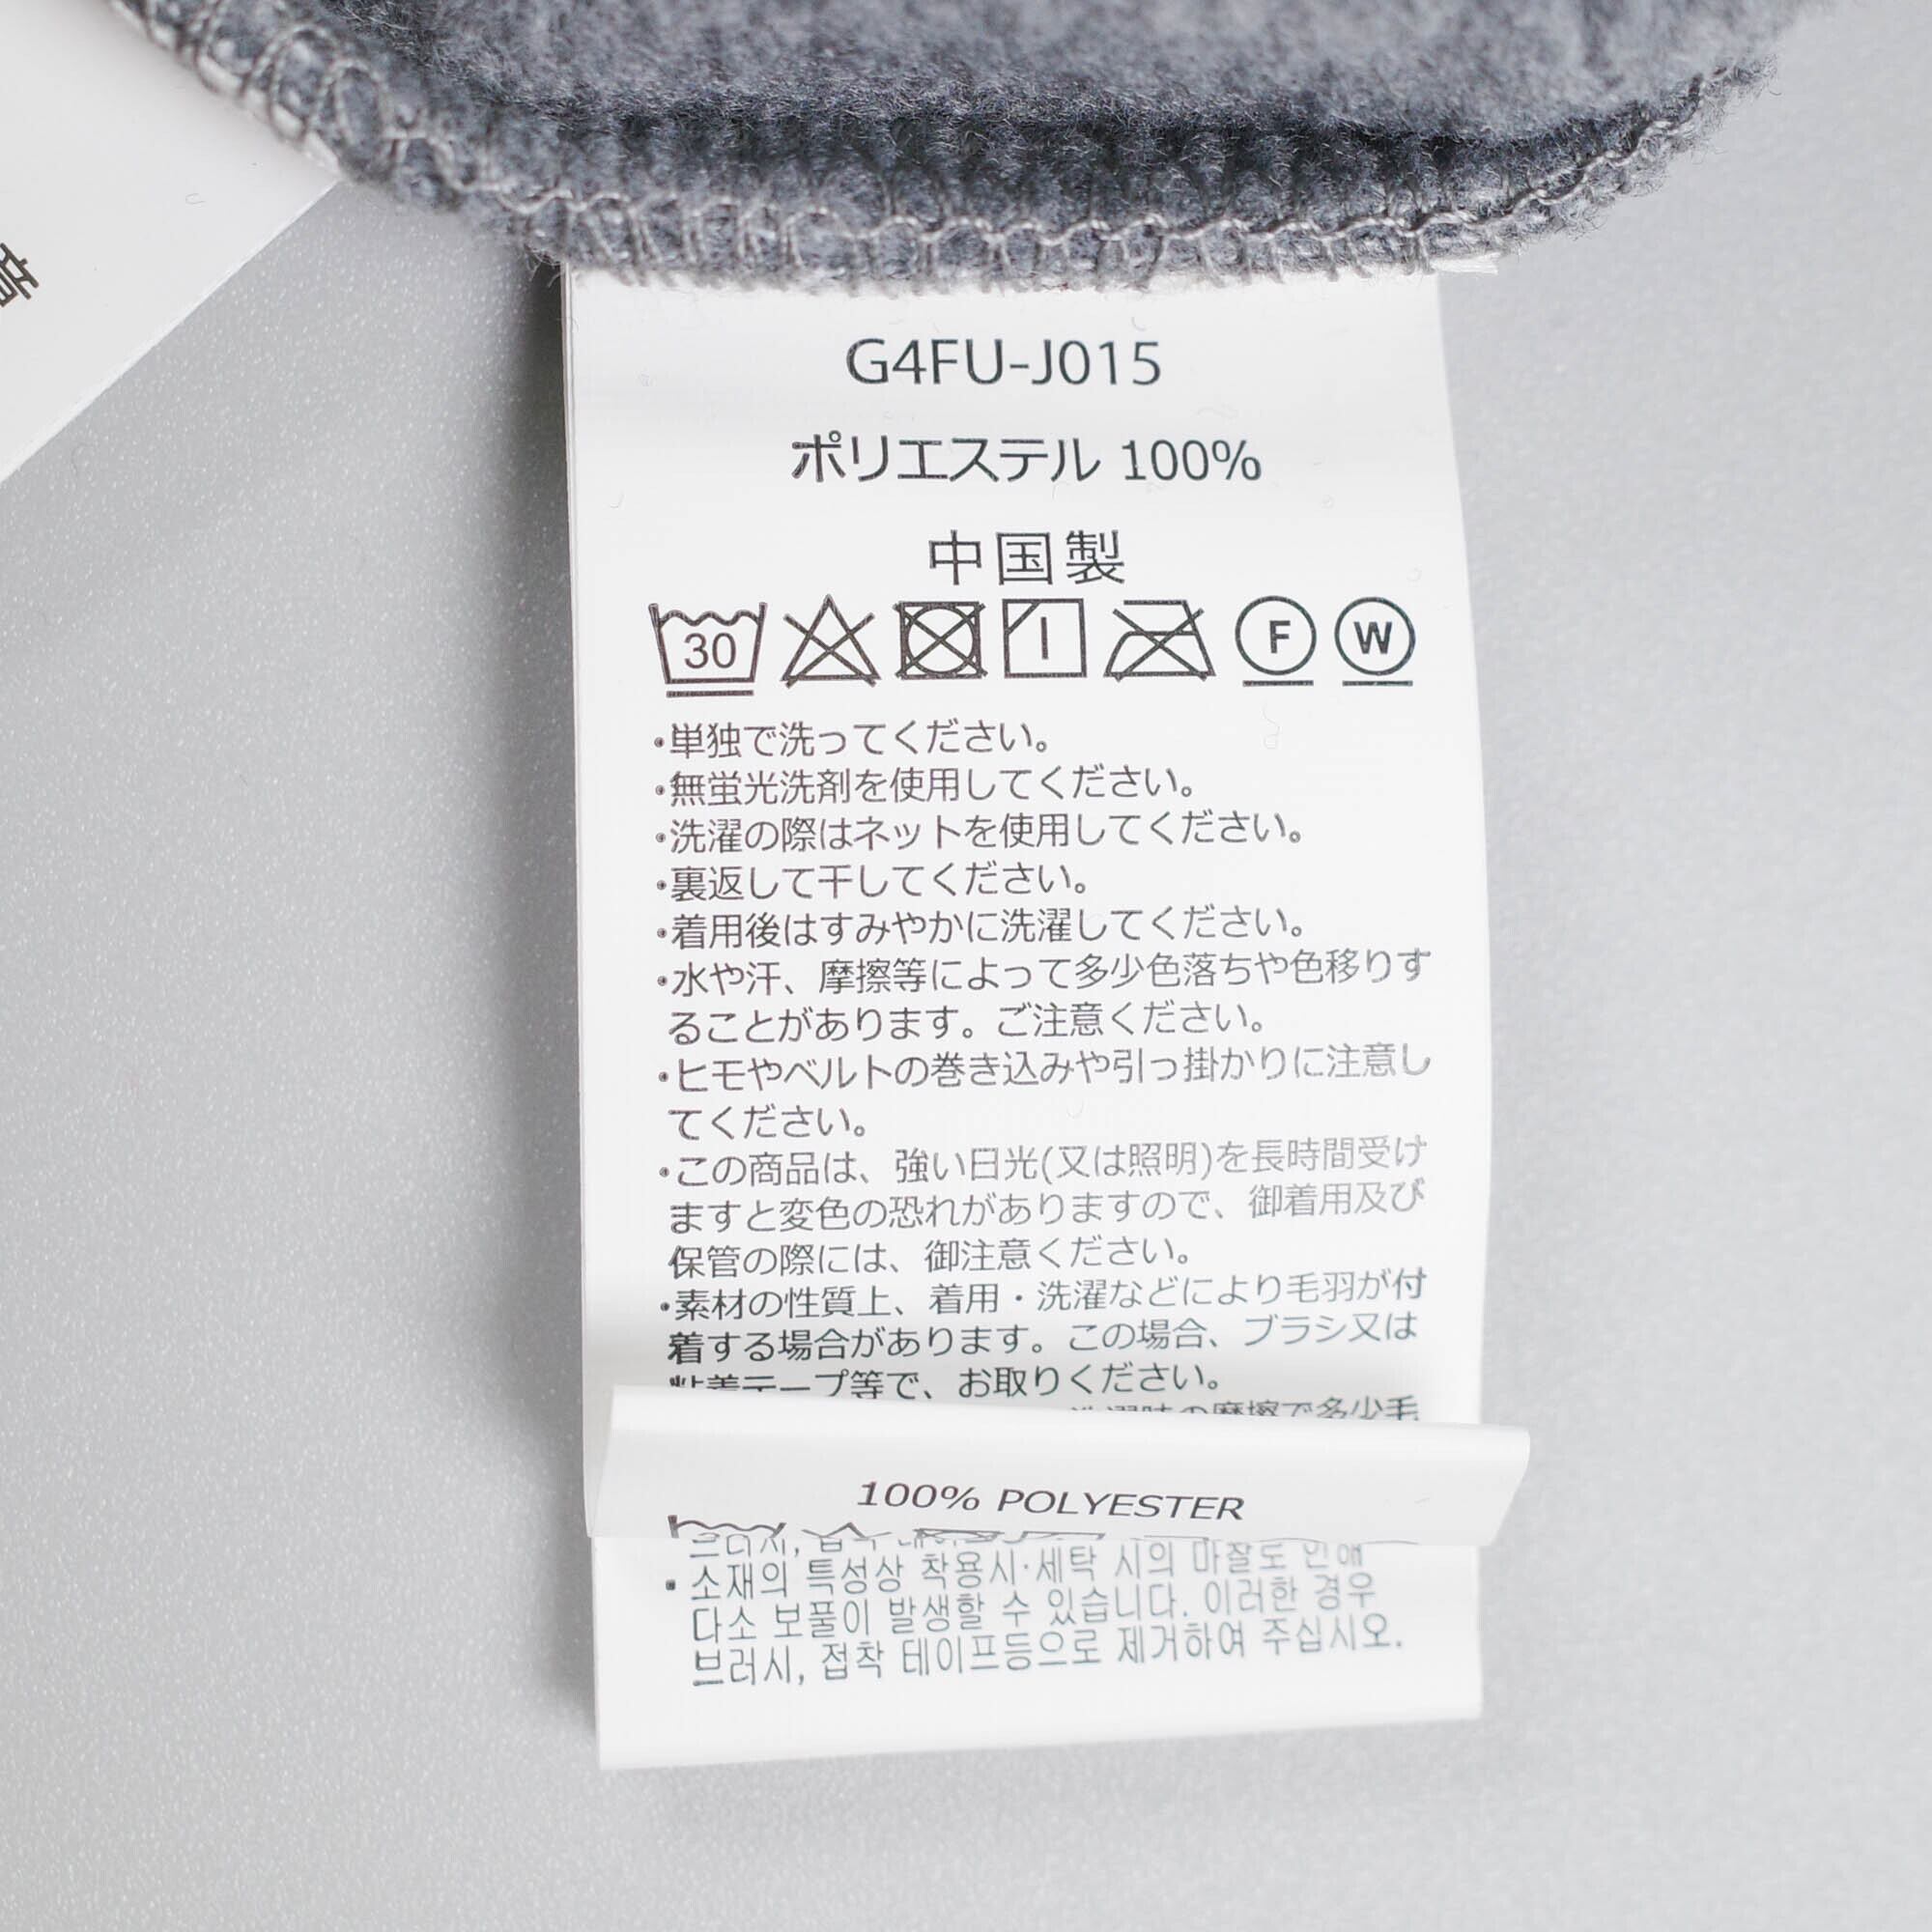 意
G4FU-J015
ポリエステル 100%
中国製
30 F W
・単独で洗ってください。
・無蛍光洗剤を使用してください。
・洗濯の際はネットを使用してください。
・裏返して干してください。
・着用後はすみやかに洗濯してください。
・水や汗、摩擦等によって多少色落ちや色移りす
ることがあります。ご注意ください。
・ヒモやベルトの巻き込みや引っ掛かりに注意し
てください。
・この商品は、強い日光(又は照明)を長時間受け
ますと変色の恐れがありますので、御着用及び
保管の際には、御注意ください。
・素材の性質上、着用・洗濯などにより毛羽が付
着する場合があります。この場合、ブラシ又は
粘着テープ等で、お取りください。
の摩擦で多少毛
100% POLYESTER
브러시, 접착
소재의 특성상 착용시·세탁 시의 마찰로 인해
다소 보풀이 발생할 수 있습니다. 이러한 경우
브러시, 접착 테이프등으로 제거하여 주십시오.